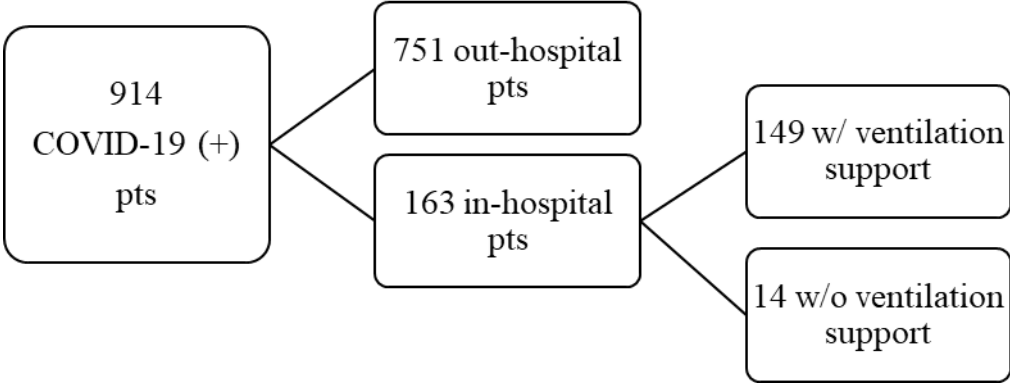 914
COVID-19 (+)
pts
751 out-hospital
pts
163 in-hospital
pts
149 w/ ventilation
support
14 w/o ventilation
support